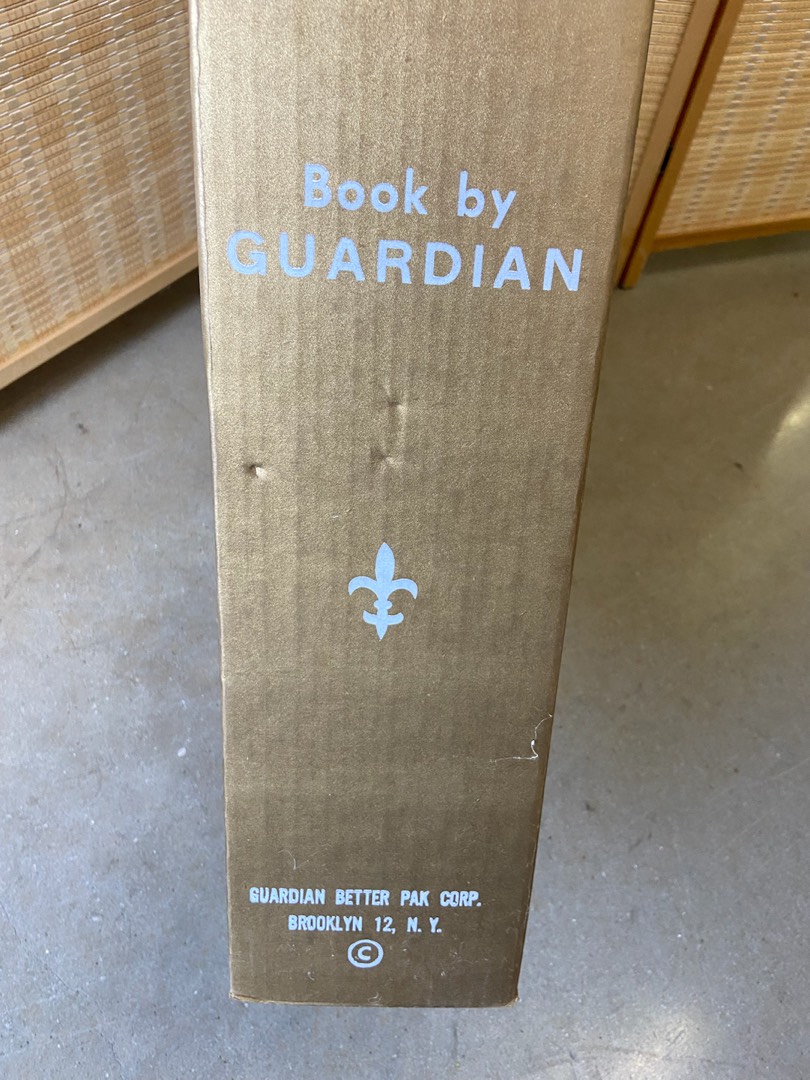 Book by
GUARDIAN
GUARDIAN BETTER PAK CORP.
BROOKLYN 12, N. Y.
©